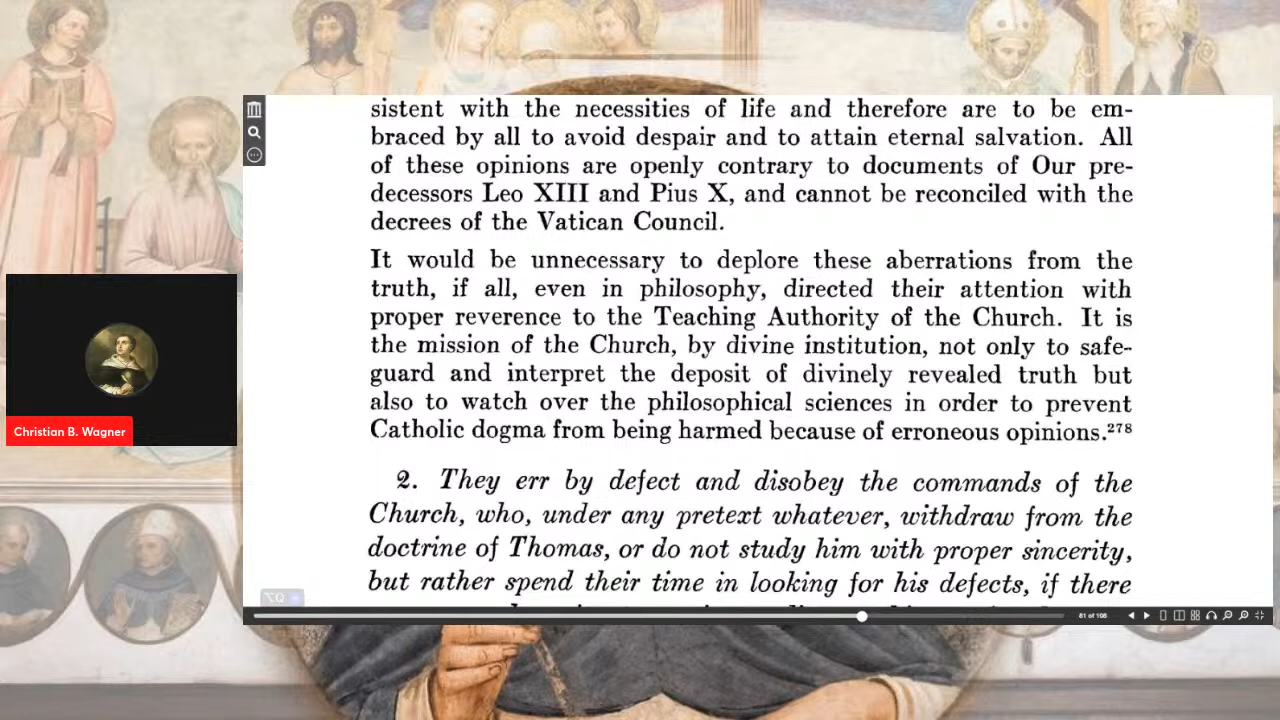 sistent with the necessities of life and therefore are to be em-
braced by all to avoid despair and to attain eternal salvation. All
of these opinions are openly contrary to documents of Our pre-
decessors Leo XIII and Pius X, and cannot be reconciled with the
decrees of the Vatican Council.
It would be unnecessary to deplore these aberrations from the
truth, if all, even in philosophy, directed their attention with
proper reverence to the Teaching Authority of the Church. It is
the mission of the Church, by divine institution, not only to safe-
guard and interpret the deposit of divinely revealed truth but
also to watch over the philosophical sciences in order to prevent
Catholic dogma from being harmed because of erroneous opinions.²⁷⁸
2. They err by defect and disobey the commands of the
Church, who, under any pretext whatever, withdraw from the
doctrine of Thomas, or do not study him with proper sincerity,
but rather spend their time in looking for his defects, if there
Christian B. Wagner
⌥Q
81 of 108